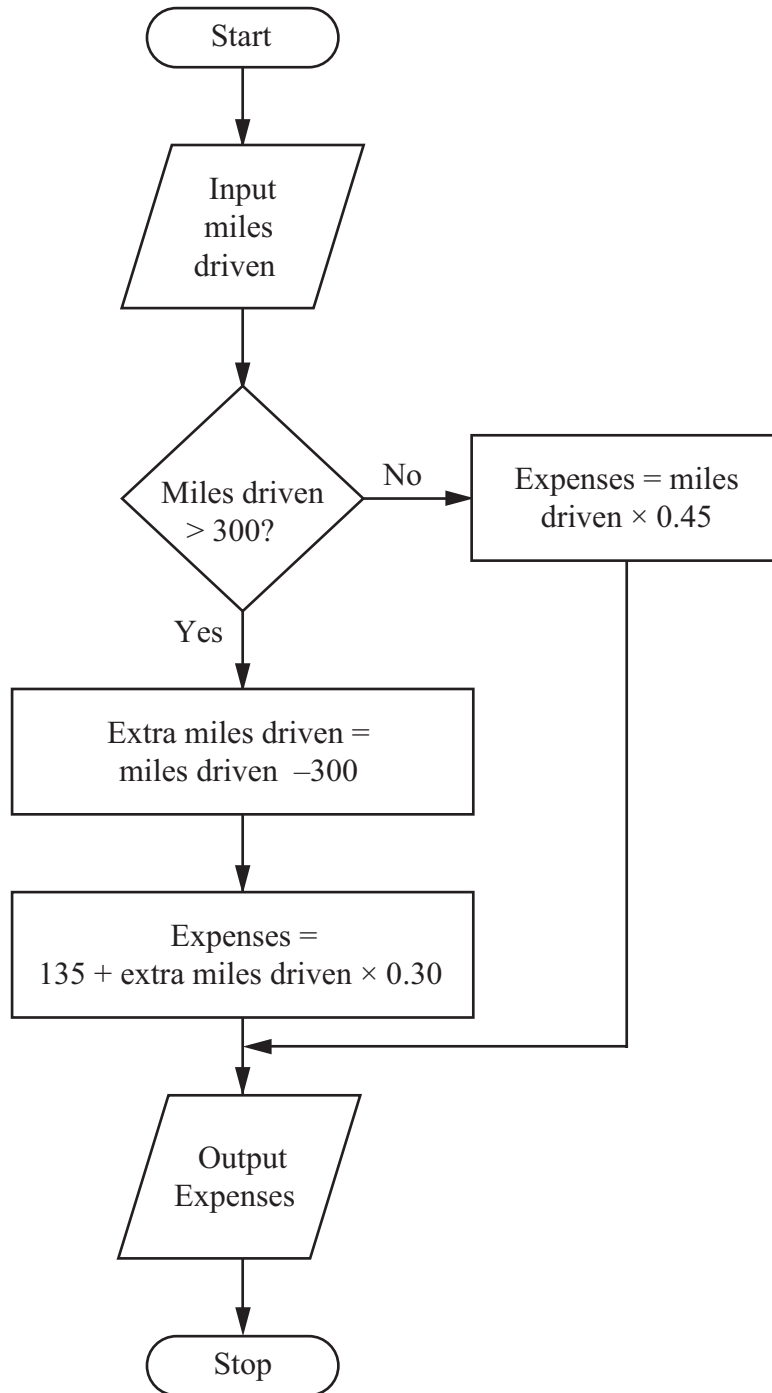 Start
Input
miles
driven
Miles driven
> 300?
No
Expenses = miles
driven × 0.45
Yes
Extra miles driven =
miles driven –300
Expenses =
135 + extra miles driven × 0.30
Output
Expenses
Stop